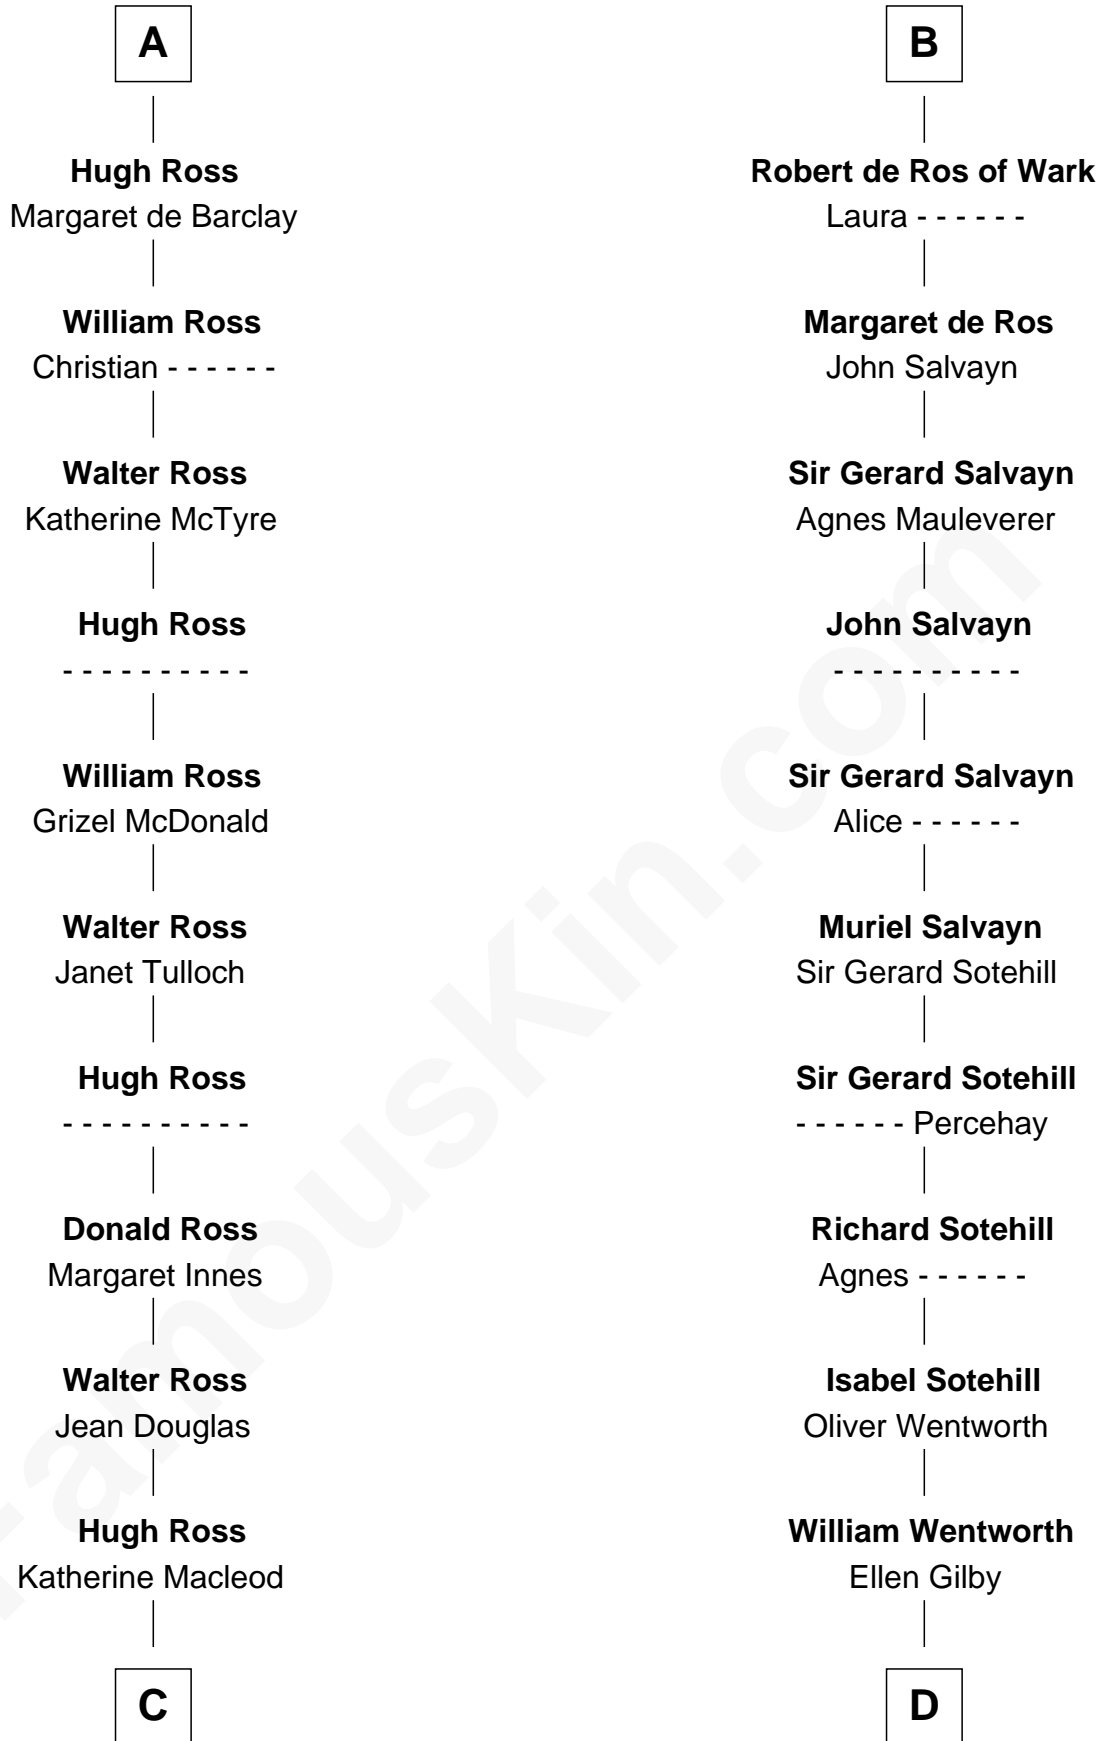 A
Hugh Ross
Margaret de Barclay
William Ross
Christian - - - - - -
Walter Ross
Katherine McTyre
Hugh Ross
- - - - - - - - - -
William Ross
Grizel McDonald
Walter Ross
Janet Tulloch
Hugh Ross
- - - - - - - - - -
Donald Ross
Margaret Innes
Walter Ross
Jean Douglas
Hugh Ross
Katherine Macleod
C
B
Robert de Ros of Wark
Laura - - - - - -
Margaret de Ros
John Salvayn
Sir Gerard Salvayn
Agnes Mauleverer
John Salvayn
- - - - - - - - - -
Sir Gerard Salvayn
Alice - - - - - -
Muriel Salvayn
Sir Gerard Sotehill
Sir Gerard Sotehill
- - - - - - Percehay
Richard Sotehill
Agnes - - - - - -
Isabel Sotehill
Oliver Wentworth
William Wentworth
Ellen Gilby
D
FamousKin.com